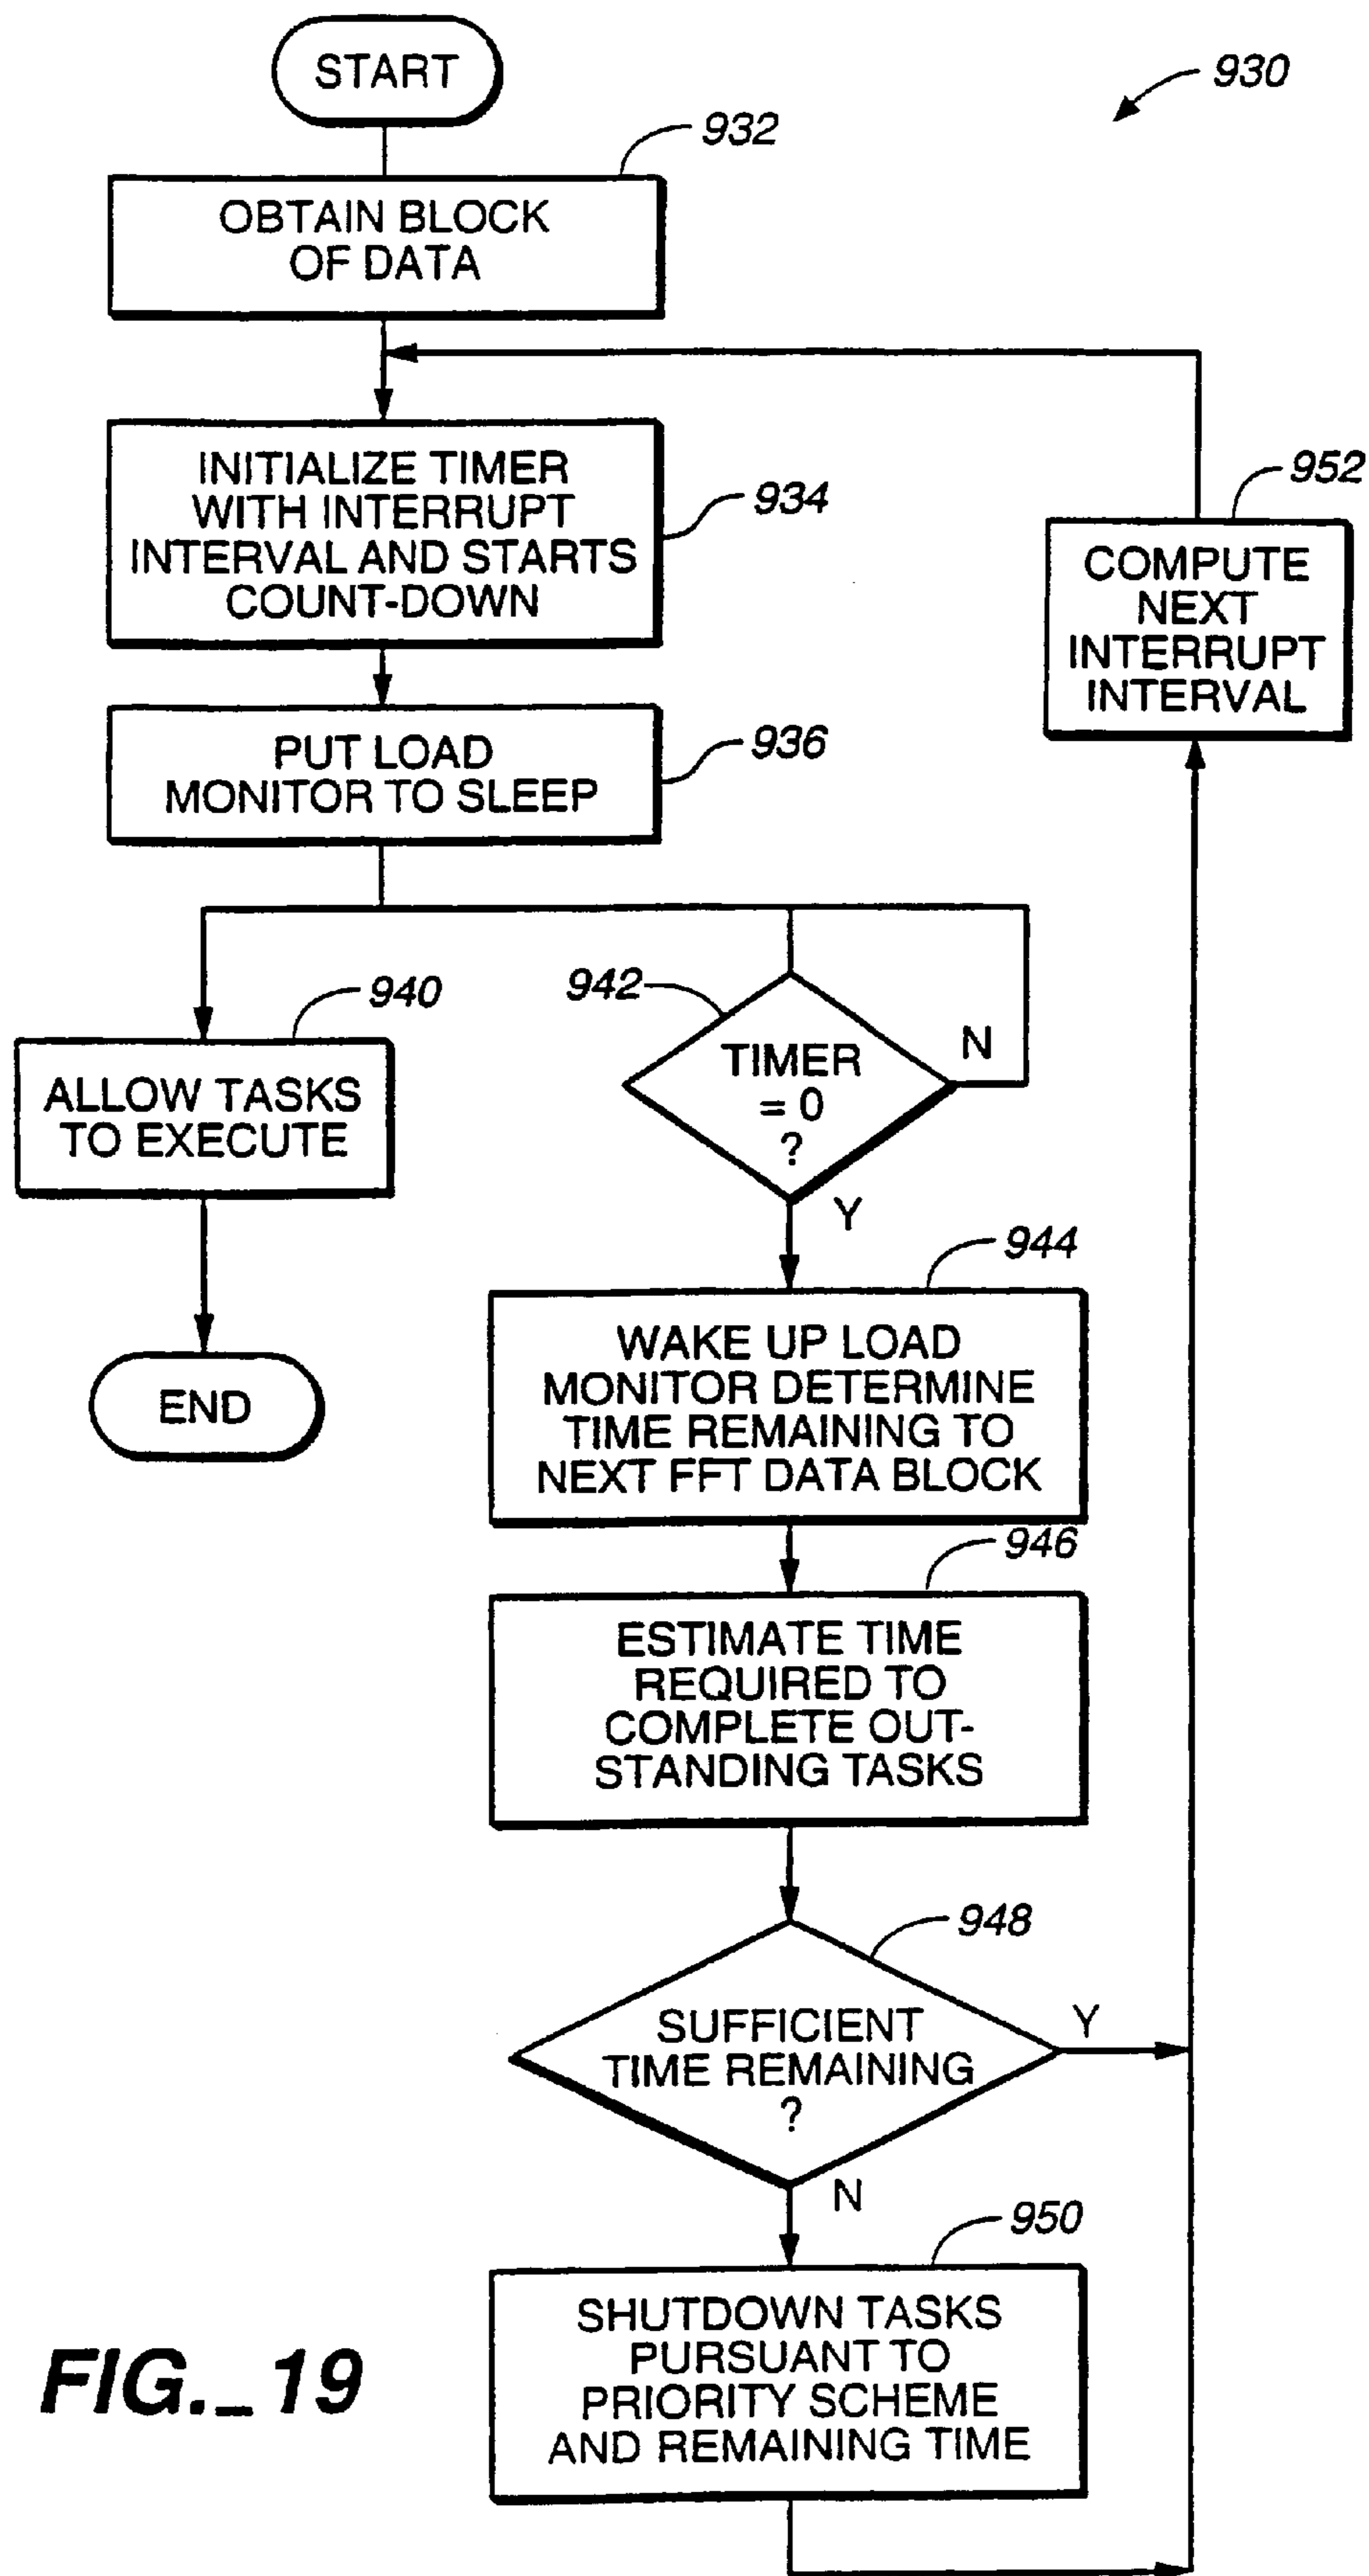 START
930
932
OBTAIN BLOCK
OF DATA
INITIALIZE TIMER
WITH INTERRUPT
INTERVAL AND STARTS
COUNT-DOWN
934
952
COMPUTE
NEXT
INTERRUPT
INTERVAL
PUT LOAD
MONITOR TO SLEEP
936
940
ALLOW TASKS
TO EXECUTE
942
TIMER
= 0
?
N
Y
END
944
WAKE UP LOAD
MONITOR DETERMINE
TIME REMAINING TO
NEXT FFT DATA BLOCK
946
ESTIMATE TIME
REQUIRED TO
COMPLETE OUT-
STANDING TASKS
948
SUFFICIENT
TIME REMAINING
?
Y
N
950
SHUTDOWN TASKS
PURSUANT TO
PRIORITY SCHEME
AND REMAINING TIME
FIG._19